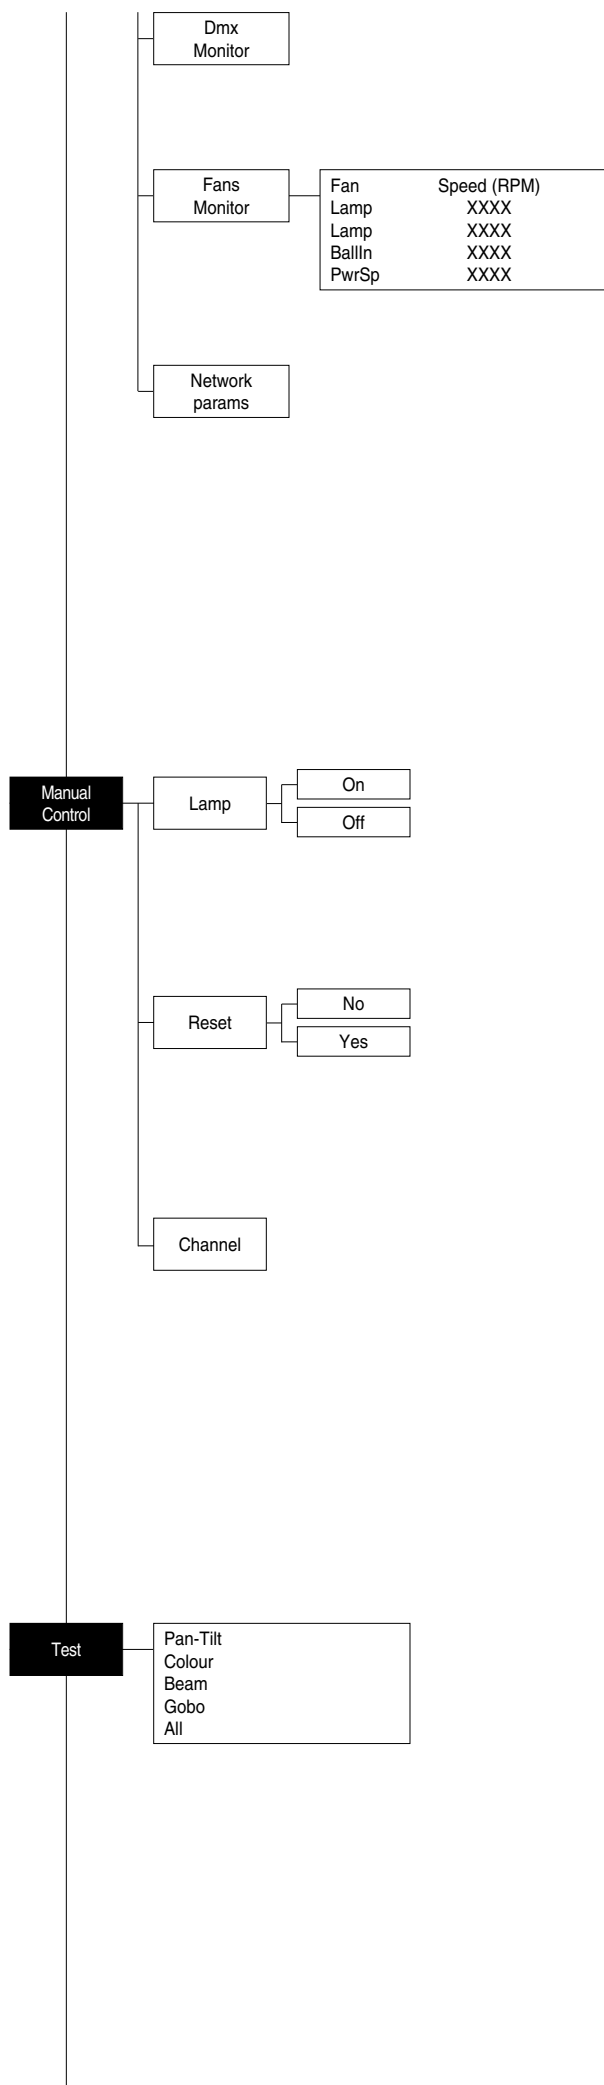 Dmx
Monitor
Fans
Monitor
Fan Speed (RPM)
Lamp XXXX
Lamp XXXX
BallIn XXXX
PwrSp XXXX
Network
params
Manual
Control
Lamp
On
Off
Reset
No
Yes
Channel
Test
Pan-Tilt
Colour
Beam
Gobo
All